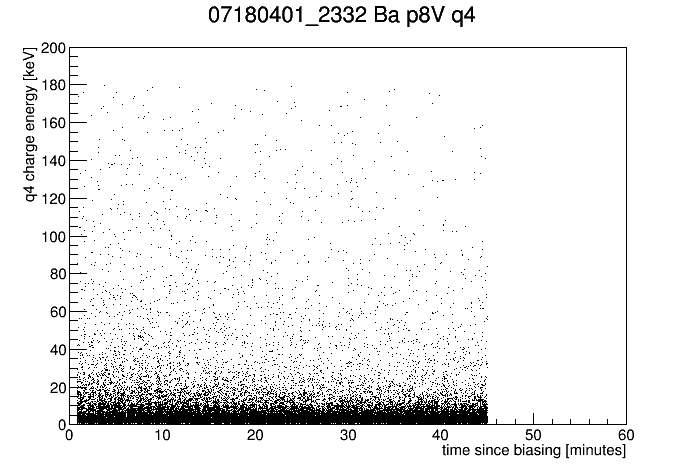 07180401_2332 Ba p8V q4
q4 charge energy [keV]
200
180
160
140
120
100
80
60
40
20
0
0 10 20 30 40 50 60
time since biasing [minutes]